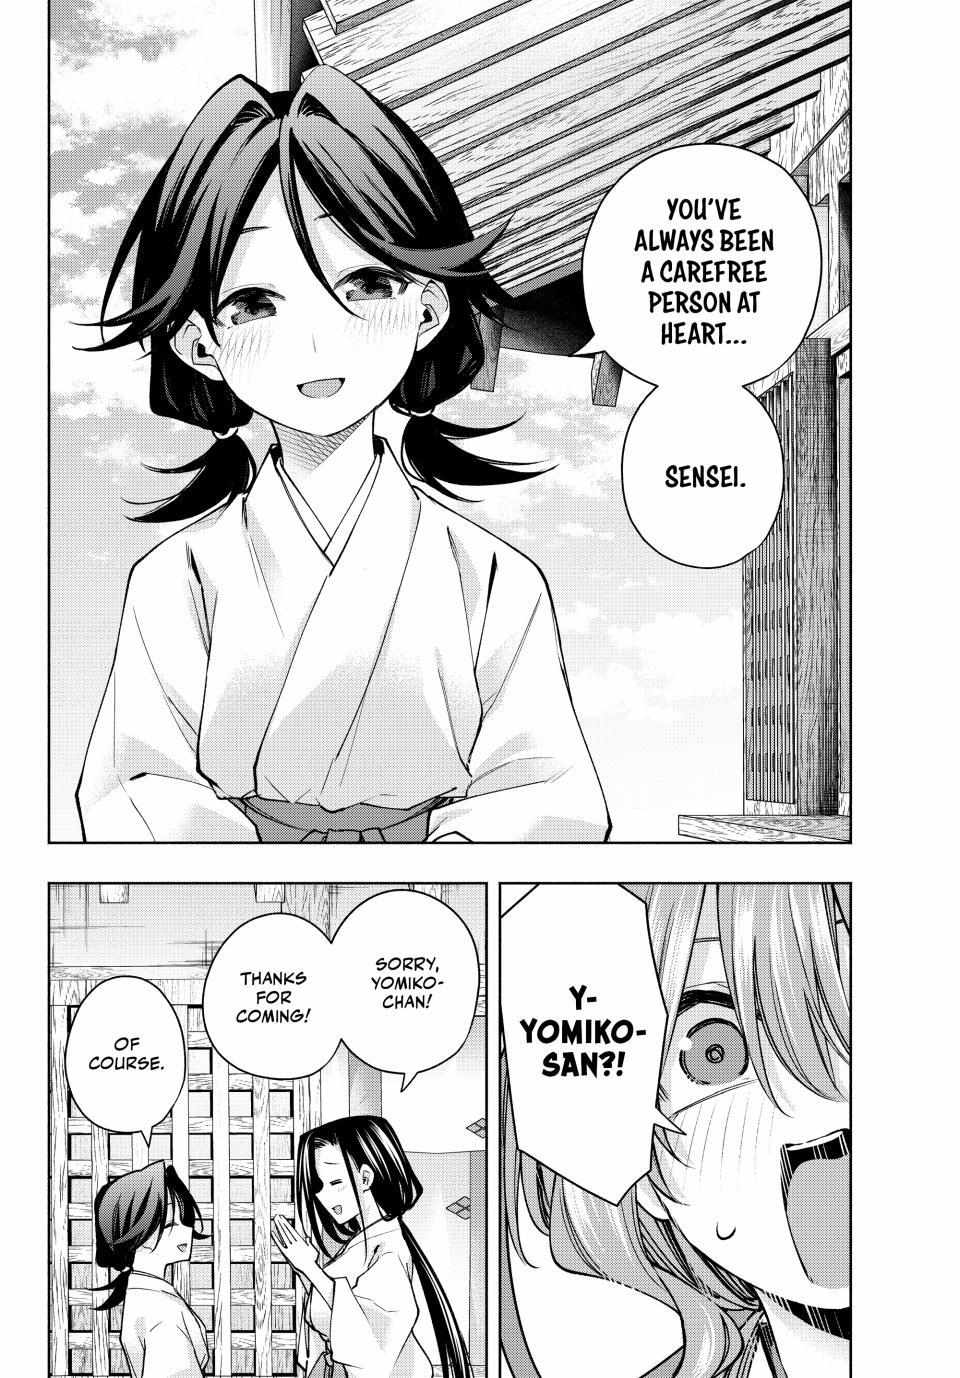 YOU'VE
ALWAYS BEEN
A CAREFREE
PERSON AT
HEART...
SENSEI.
Y-
YOMIKO-
SAN?!
SORRY,
YOMIKO-
CHAN!
THANKS
FOR
COMING!
OF
COURSE.